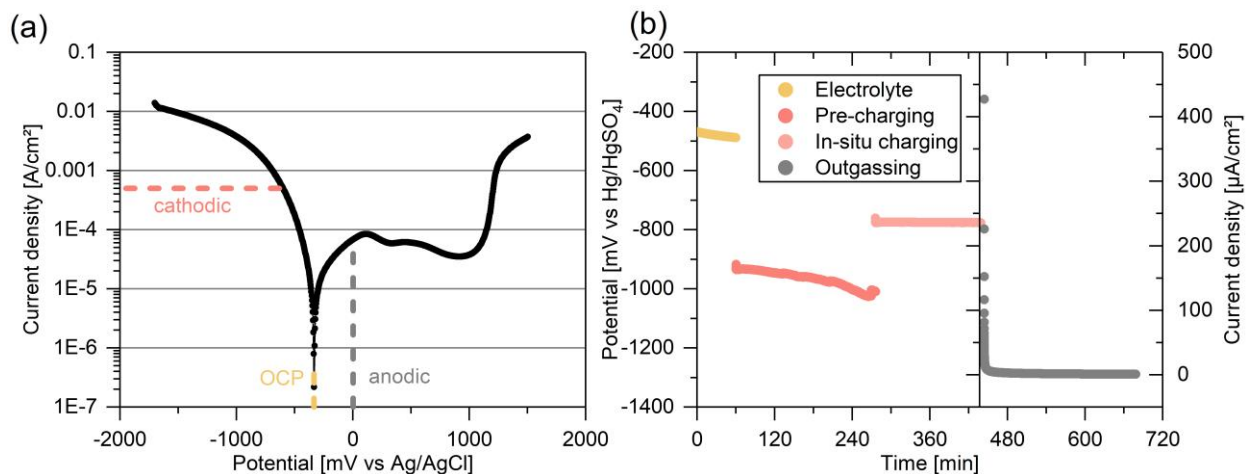 (a)
Current density [A/cm²]
0.1
0.01
0.001
1E-4
1E-5
1E-6
1E-7
cathodic
OCP
anodic
-2000 -1000 0 1000 2000
Potential [mV vs Ag/AgCl]
(b)
Potential [mV vs Hg/HgSO₄]
-200
-400
-600
-800
-1000
-1200
-1400
Electrolyte
Pre-charging
In-situ charging
Outgassing
500
400
300
200
100
0
Current density [µA/cm²]
0 120 240 360 480 600 720
Time [min]